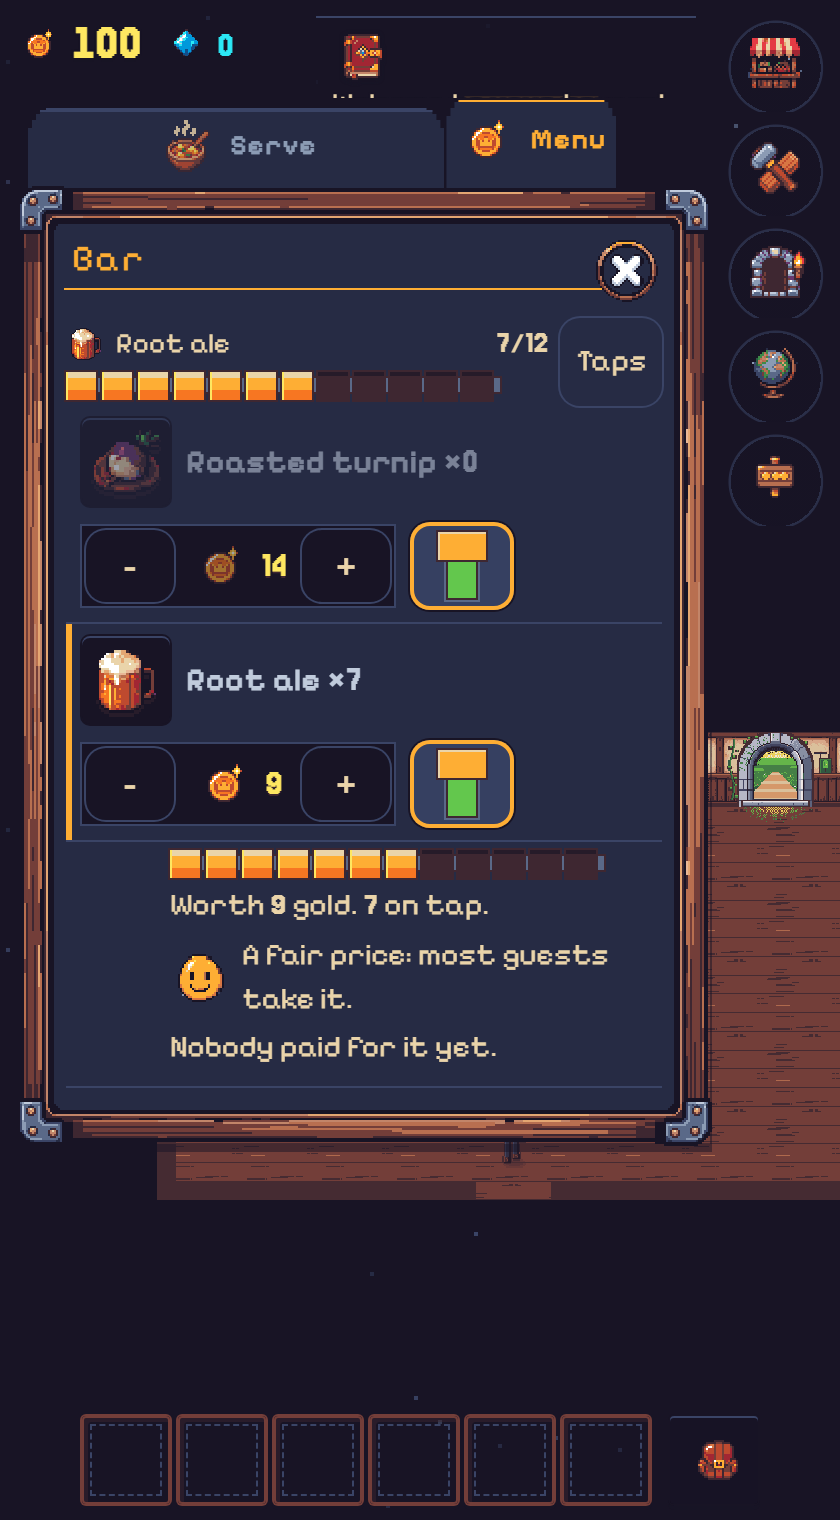 100 0
Serve Menu
Bar
Root ale 7/12 Taps
Roasted turnip ×0
- 14 +
Root ale ×7
- 9 +
Worth 9 gold. 7 on tap.
A fair price: most guests
take it.
Nobody paid for it yet.